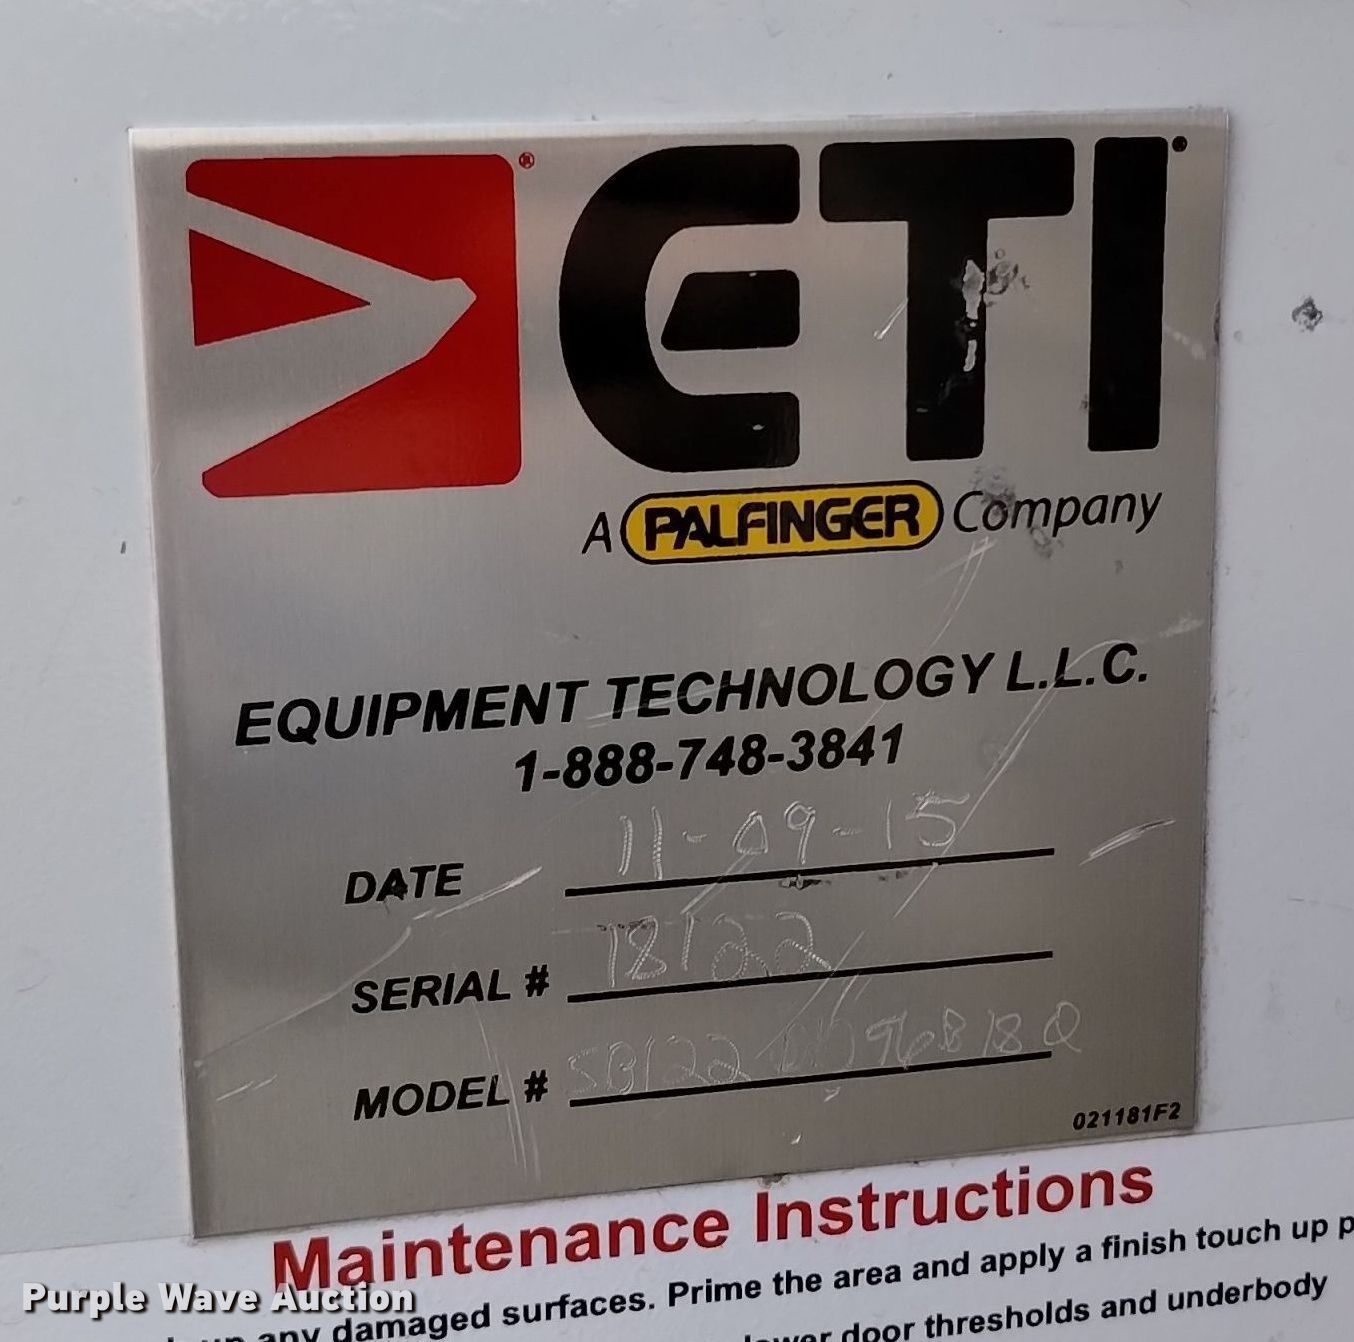 ETI
A PALFINGER Company
EQUIPMENT TECHNOLOGY L.L.C.
1-888-748-3841
DATE 11-09-15
SERIAL # 18122
MODEL #
021181F2
Maintenance Instructions
any damaged surfaces. Prime the area and apply a finish touch up
door thresholds and underbody
Purple Wave Auction